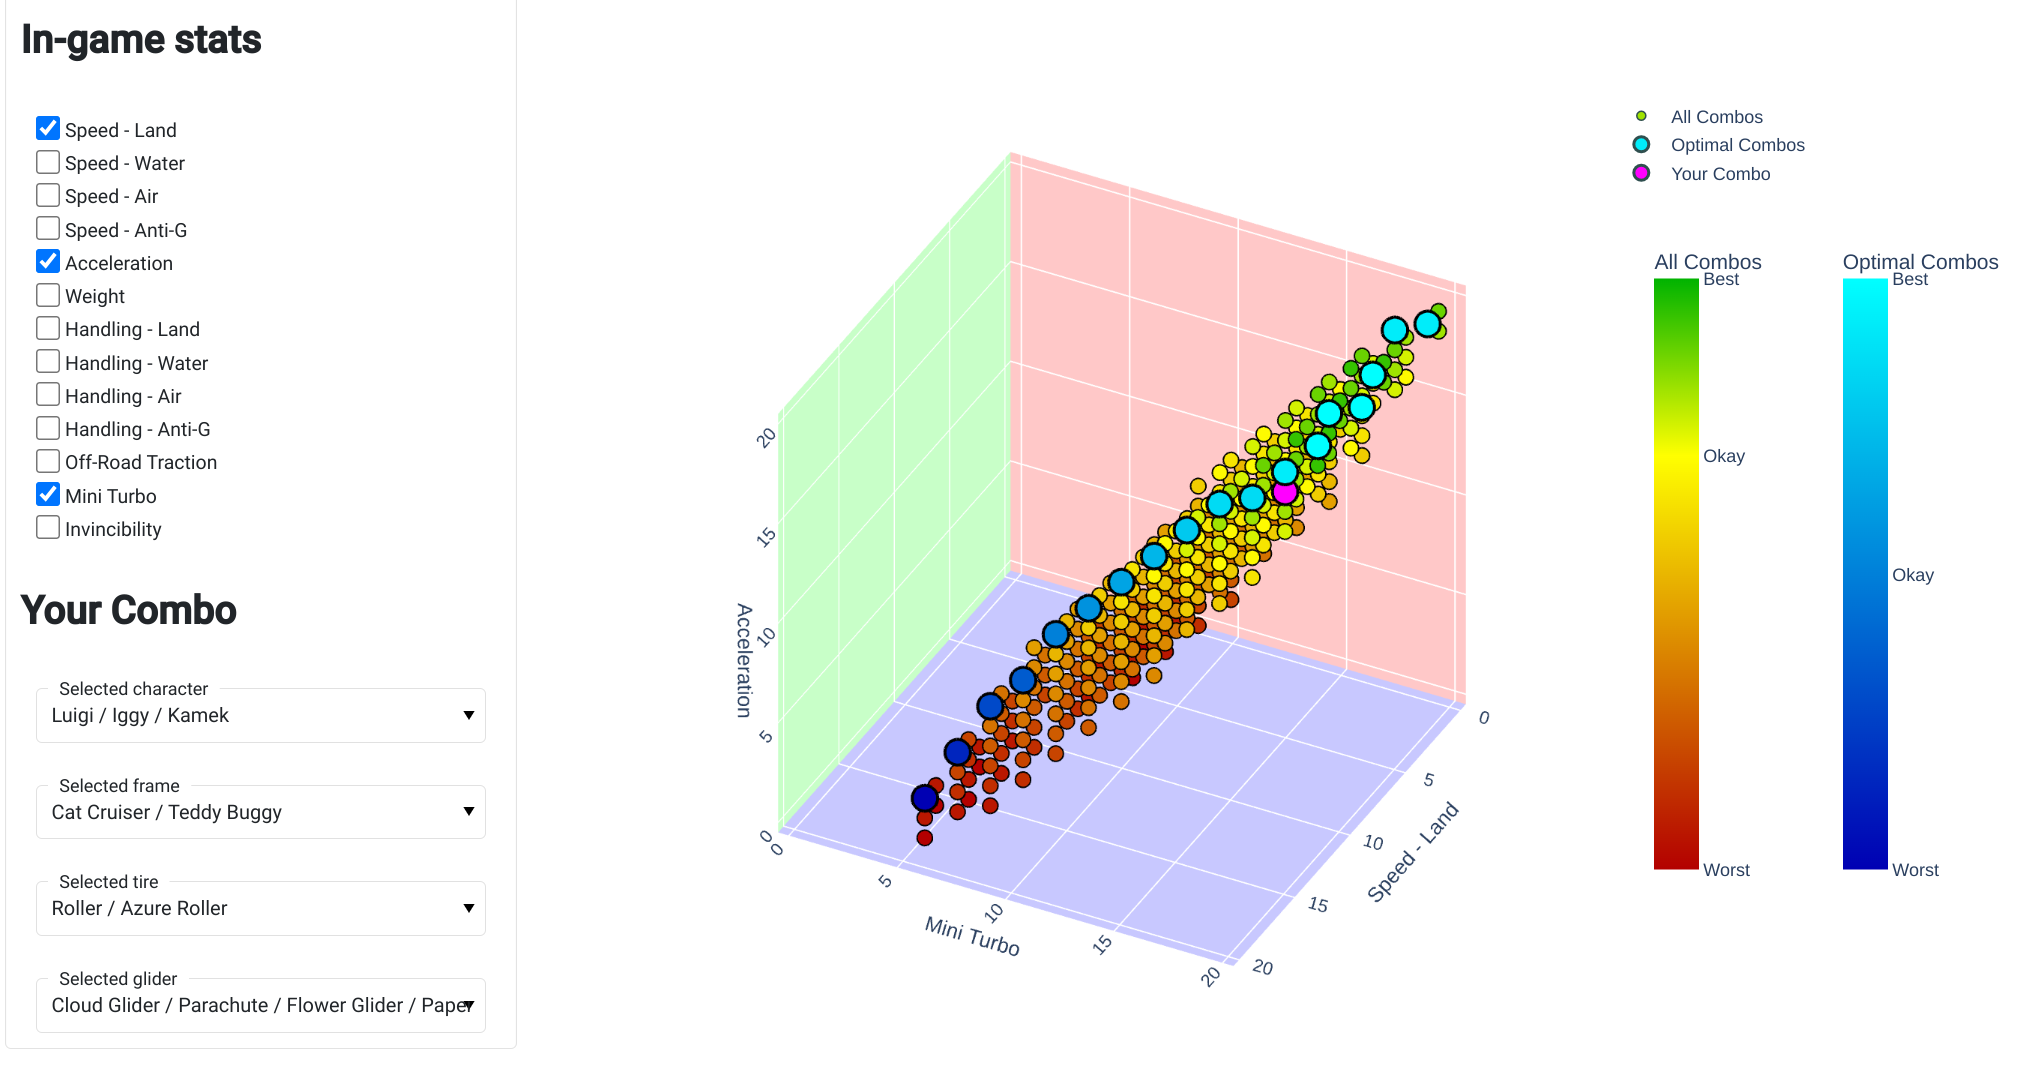 In-game stats
Speed - Land
Speed - Water
Speed - Air
Speed - Anti-G
Acceleration
Weight
Handling - Land
Handling - Water
Handling - Air
Handling - Anti-G
Off-Road Traction
Mini Turbo
Invincibility
Your Combo
Selected character
Luigi / Iggy / Kamek
Selected frame
Cat Cruiser / Teddy Buggy
Selected tire
Roller / Azure Roller
Selected glider
Cloud Glider / Parachute / Flower Glider / Pape
Acceleration
20
15
10
5
0
Mini Turbo
0
5
10
15
20
Speed - Land
0
5
10
15
20
All Combos
Optimal Combos
Your Combo
All Combos
Best
Okay
Worst
Optimal Combos
Best
Okay
Worst